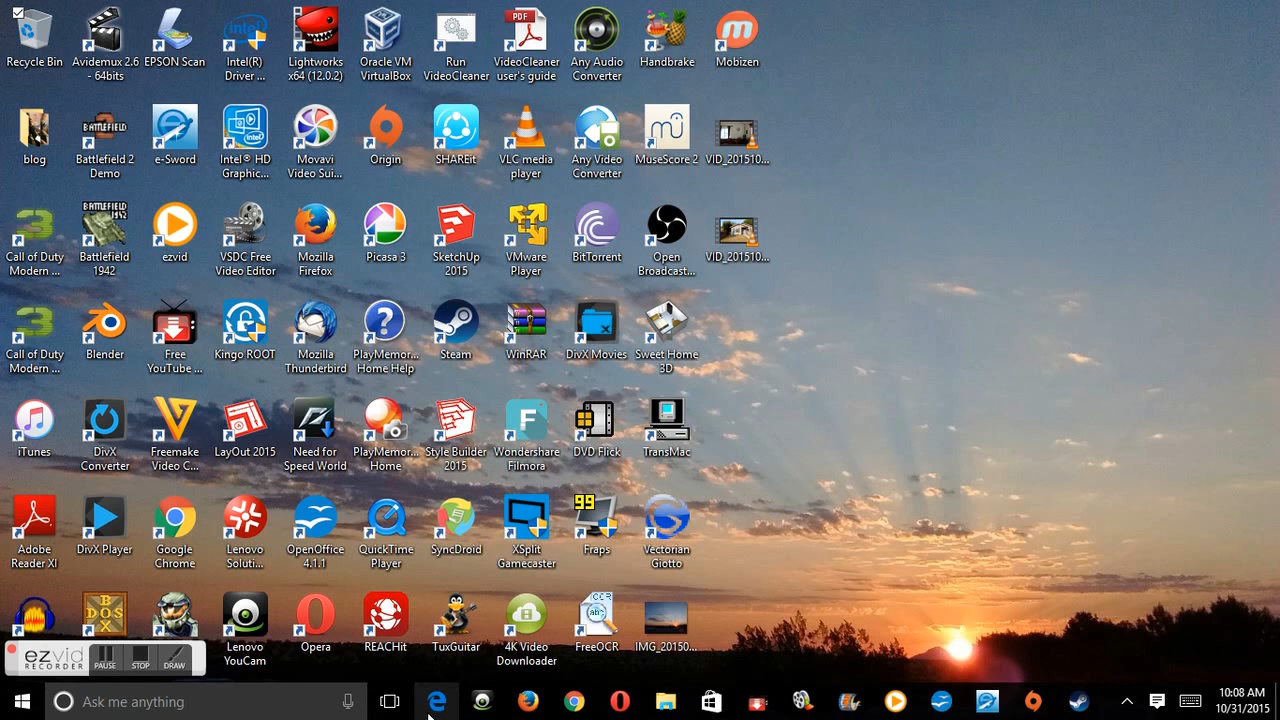 Recycle Bin
Avidemux 2.6
- 64bits
EPSON Scan
Intel(R)
Driver ...
Lightworks
x64 (12.0.2)
Oracle VM
VirtualBox
Run
VideoCleaner
PDF
VideoCleaner
user's guide
Any Audio
Converter
Handbrake
Mobizen
blog
Battlefield 2
Demo
e-Sword
Intel® HD
Graphic...
Movavi
Video Sui...
Origin
SHAREit
VLC media
player
Any Video
Converter
MuseScore 2
VID_201510...
Call of Duty
Modern ...
Battlefield
1942
ezvid
VSDC Free
Video Editor
Mozilla
Firefox
Picasa 3
SketchUp
2015
VMware
Player
BitTorrent
Open
Broadcast...
VID_201510...
Call of Duty
Modern ...
Blender
Free
YouTube ...
Kingo ROOT
Mozilla
Thunderbird
PlayMemor...
Home Help
Steam
WinRAR
DivX Movies
Sweet Home
3D
iTunes
DivX
Converter
Freemake
Video C...
LayOut 2015
Need for
Speed World
PlayMemor...
Home
Style Builder
2015
Wondershare
Filmora
DVD Flick
TransMac
Adobe
Reader XI
DivX Player
Google
Chrome
Lenovo
Soluti...
OpenOffice
4.1.1
QuickTime
Player
SyncDroid
XSplit
Gamecaster
99
Fraps
Vectorian
Giotto
Lenovo
YouCam
Opera
REACHit
TuxGuitar
4K Video
Downloader
OCR
FreeOCR
IMG_20150...
ezvid
RECORDER
PAUSE
STOP
DRAW
Ask me anything
10:08 AM
10/31/2015